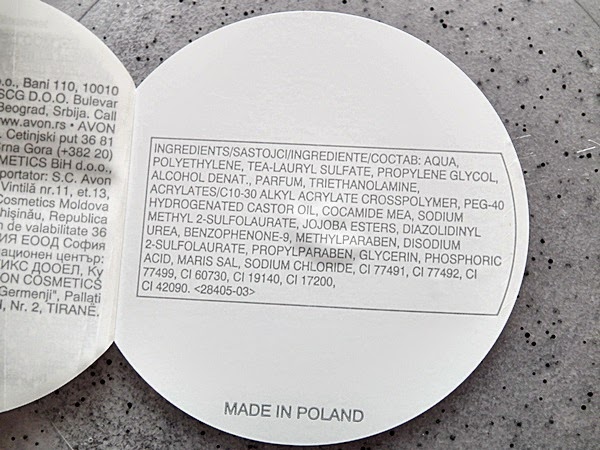 .o., Bani 110, 10010
SCG D.O.O. Bulevar
Beograd, Srbija. Call
www.avon.rs • AVON
. Cetinjski put 36 81
rna Gora (+382 20)
METICS BiH d.o.o.,
portator: S.C. Avon
Vintilă nr.11, et.13,
Cosmetics Moldova
hișinău, Republica
n de valabilitate 36
ИЯ ЕООД София
национен център:
ТИКС ДООЕЛ, Ку
ON COSMETICS
Germenji", Pallati
I, Nr. 2, TIRANË,
INGREDIENTS/SASTOJCI/INGREDIENTE/СОСТАВ: AQUA,
POLYETHYLENE, TEA-LAURYL SULFATE, PROPYLENE GLYCOL,
ALCOHOL DENAT., PARFUM, TRIETHANOLAMINE,
ACRYLATES/C10-30 ALKYL ACRYLATE CROSSPOLYMER, PEG-40
HYDROGENATED CASTOR OIL, COCAMIDE MEA, SODIUM
METHYL 2-SULFOLAURATE, JOJOBA ESTERS, DIAZOLIDINYL
UREA, BENZOPHENONE-9, METHYLPARABEN, DISODIUM
2-SULFOLAURATE, PROPYLPARABEN, GLYCERIN, PHOSPHORIC
ACID, MARIS SAL, SODIUM CHLORIDE, CI 77491, CI 77492, CI
77499, CI 60730, CI 19140, CI 17200,
CI 42090. <28405-03>
MADE IN POLAND